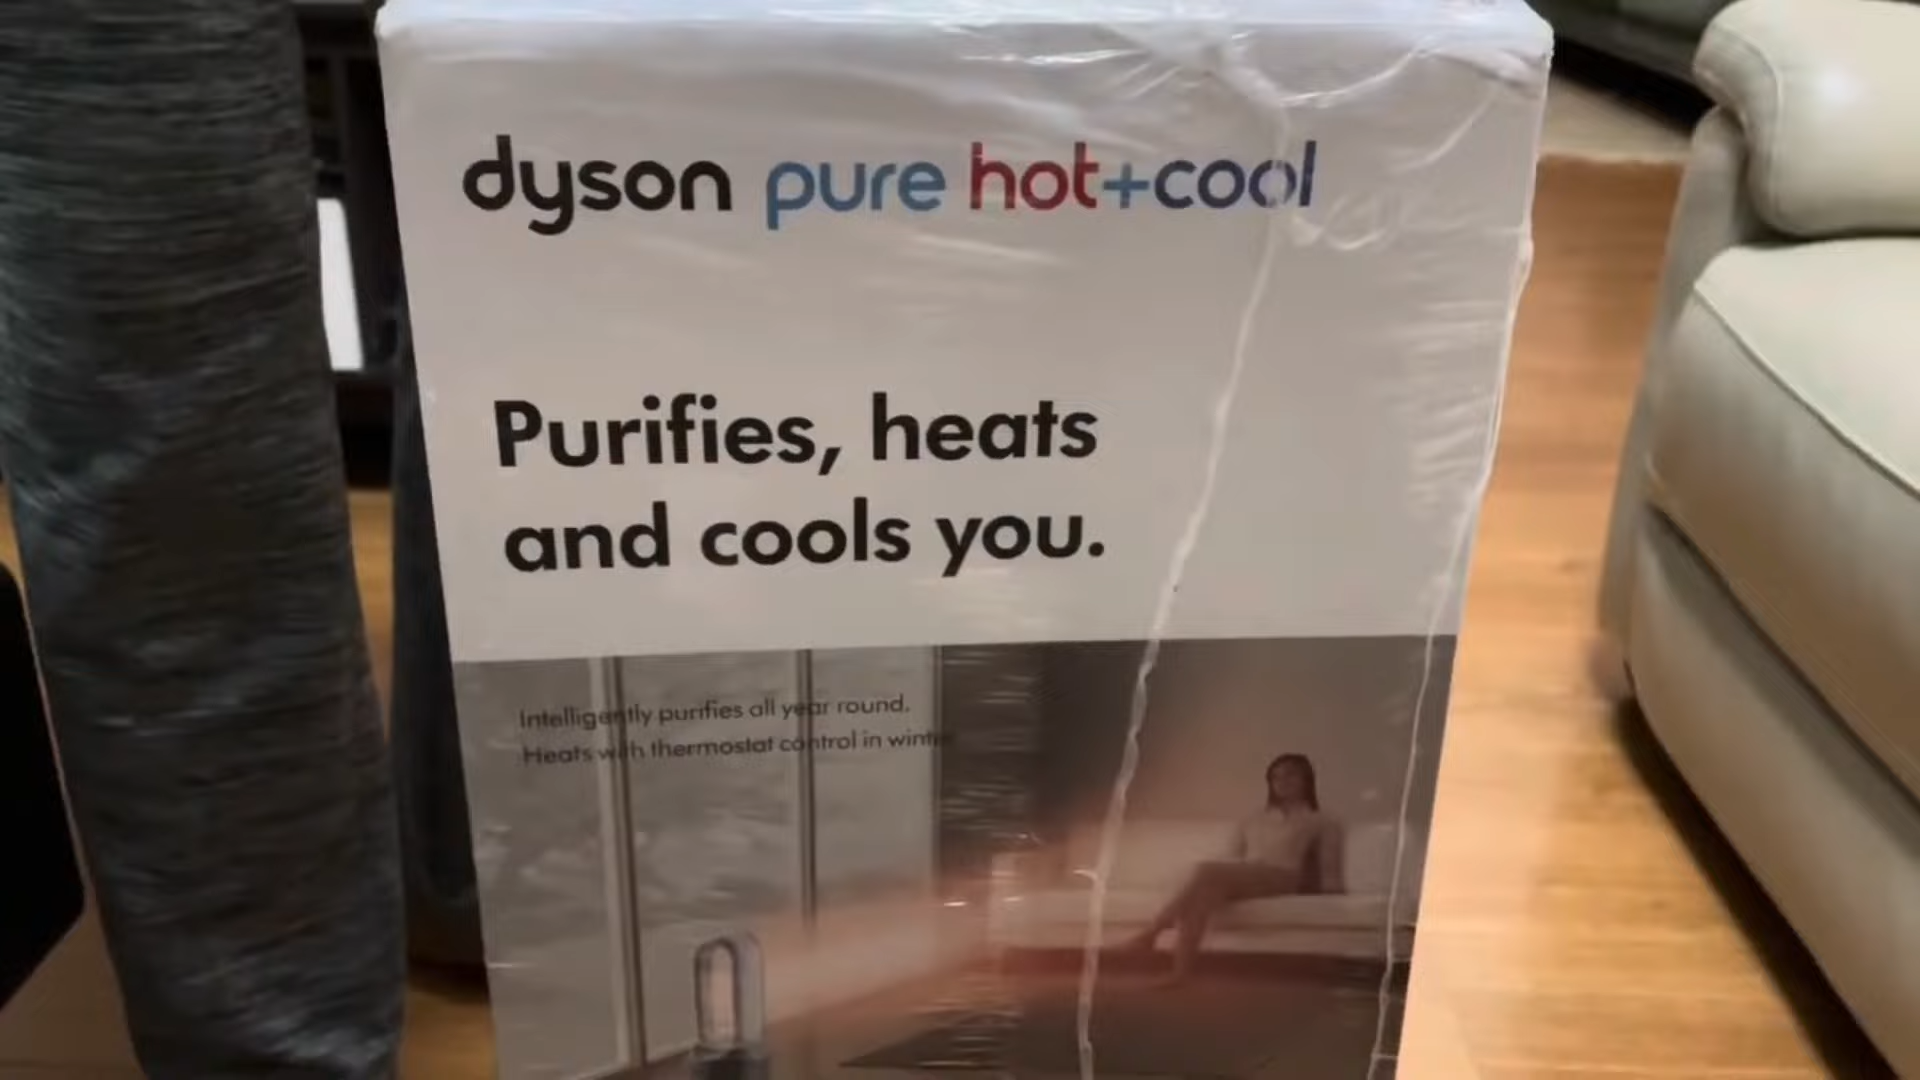 dyson pure hot+cool
Purifies, heats
and cools you.
Intelligently purifies all year round.
Heats with thermostat control in